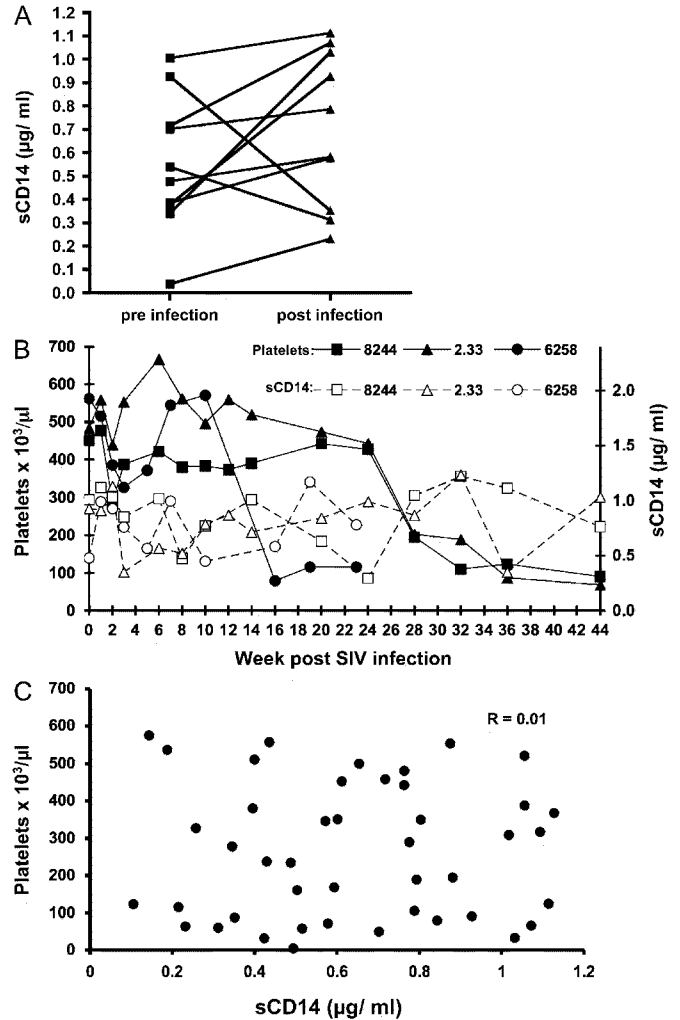 A
sCD14 (µg/ ml)
1.2
1.1
1.0
0.9
0.8
0.7
0.6
0.5
0.4
0.3
0.2
0.1
0.0
pre infection
post infection
B
Platelets x 10³/µl
700
600
500
400
300
200
100
0
Platelets: 8244 2.33 6258
sCD14: 8244 2.33 6258
2.0
1.5
1.0
0.5
0.0
sCD14 (µg/ ml)
0 2 4 6 8 10 12 14 16 18 20 22 24 26 28 30 32 34 36 38 40 42 44
Week post SIV infection
C
Platelets x 10³/µl
700
600
500
400
300
200
100
0
R = 0.01
0 0.2 0.4 0.6 0.8 1 1.2
sCD14 (µg/ ml)